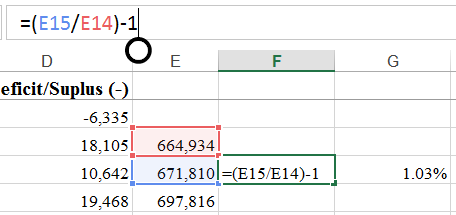 =(E15/E14)-1
D E F G
eficit/Suplus (-)
-6,335
18,105 664,934
10,642 671,810 =(E15/E14)-1 1.03%
19,468 697,816